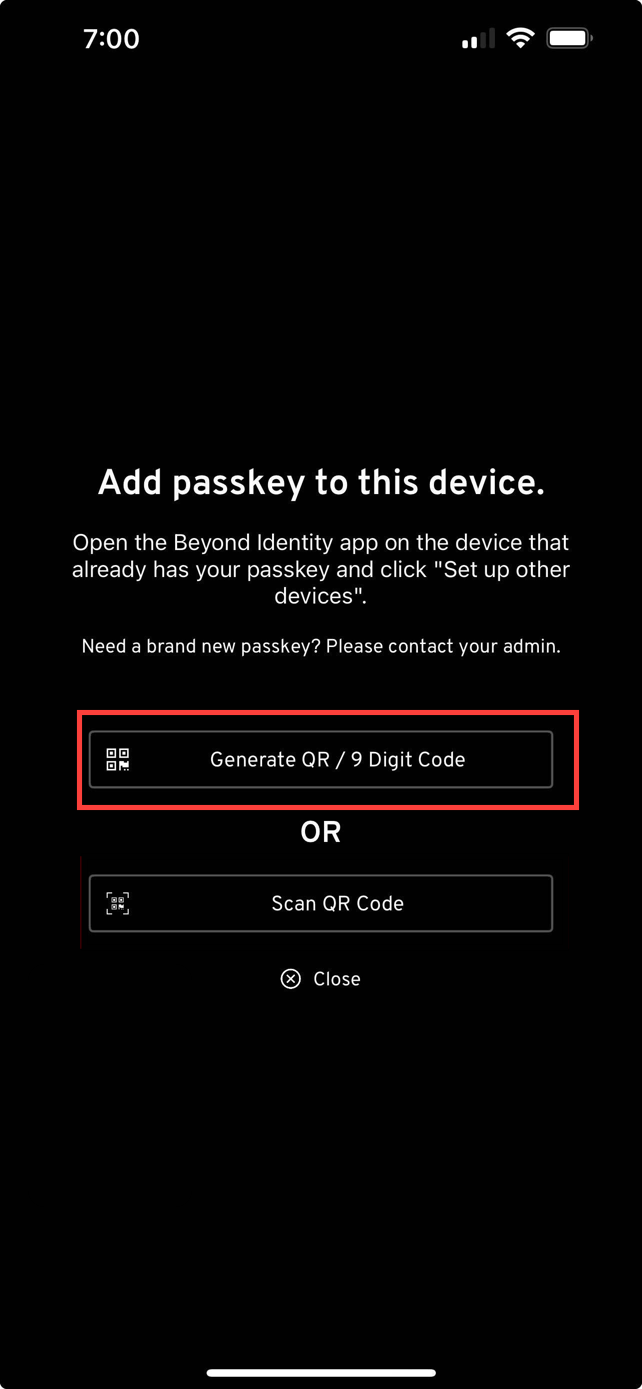 7:00
Add passkey to this device.
Open the Beyond Identity app on the device that
already has your passkey and click "Set up other
devices".
Need a brand new passkey? Please contact your admin.
Generate QR / 9 Digit Code
OR
Scan QR Code
Close